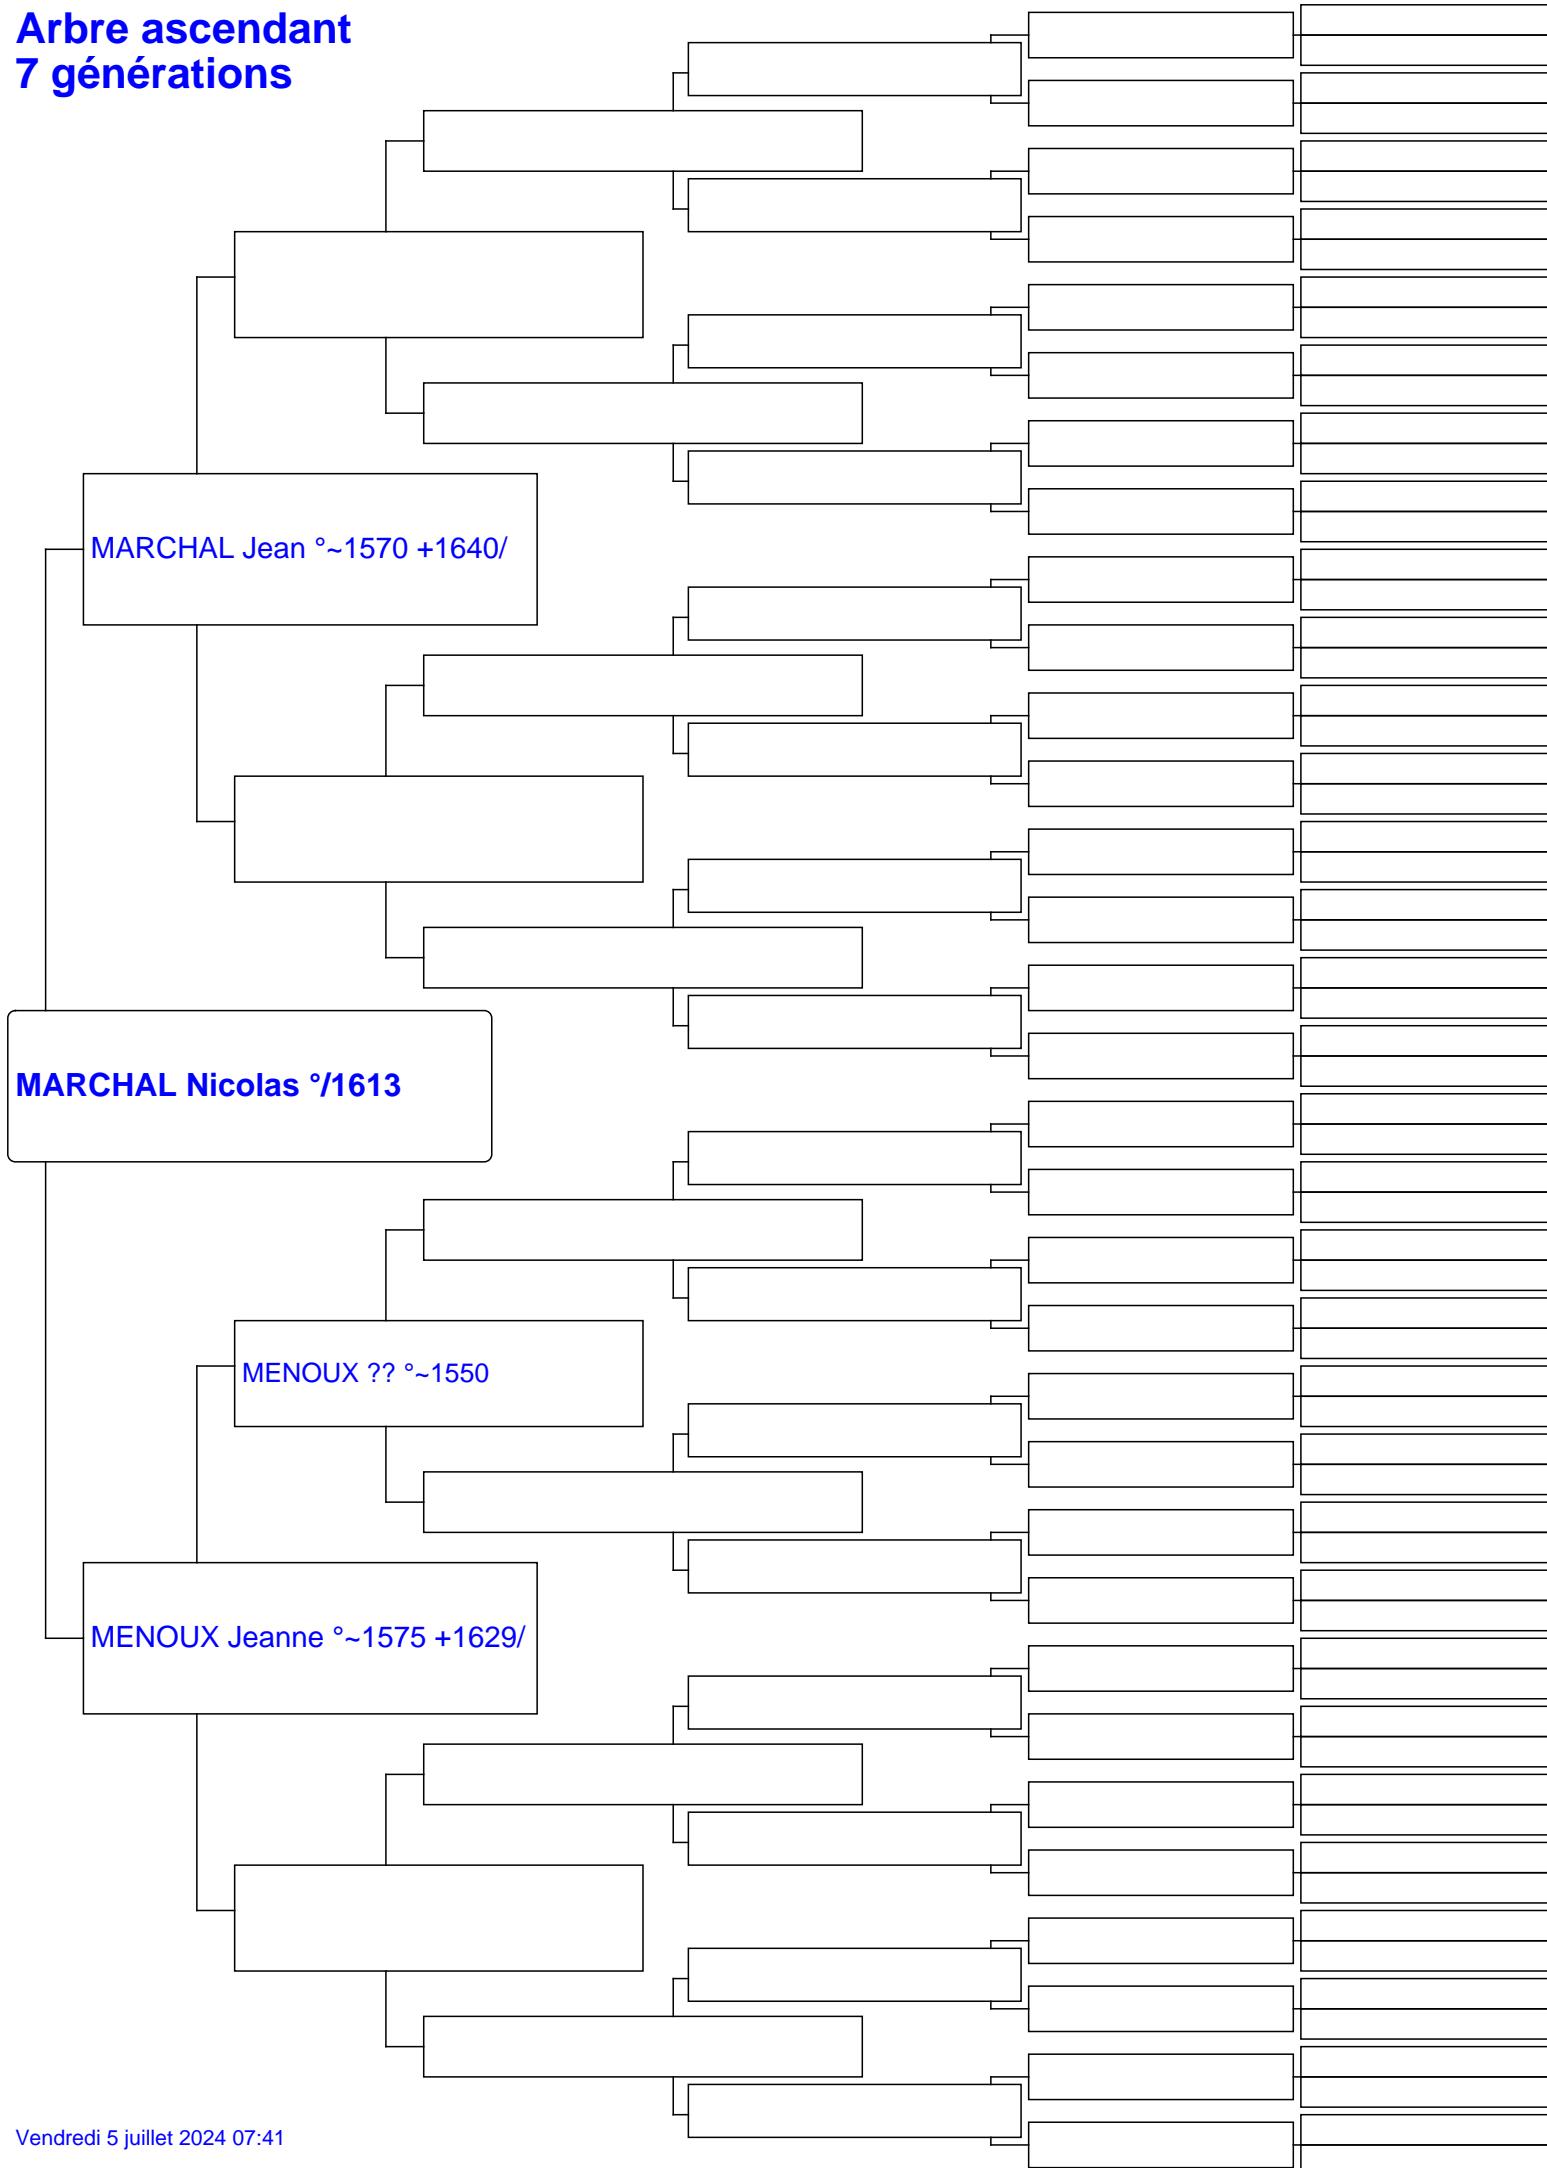 Arbre ascendant
7 générations
MARCHAL Jean °~1570 +1640/
MARCHAL Nicolas °/1613
MENOUX ?? °~1550
MENOUX Jeanne °~1575 +1629/
Vendredi 5 juillet 2024 07:41